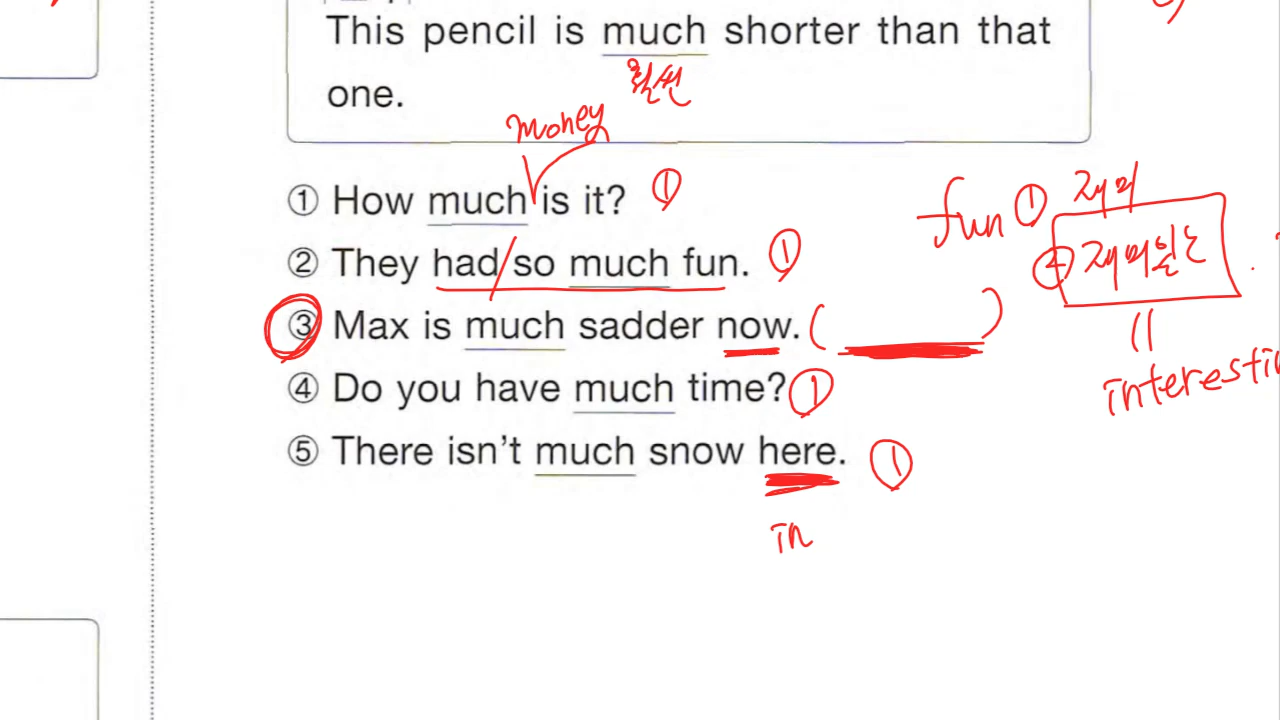 This pencil is much shorter than that
훨씬
one.
money
① How much is it? ①
fun ① 재미
② 재미있는
② They had/so much fun. ①
③ Max is much sadder now. ( )
||
④ Do you have much time? ①
⑤ There isn't much snow here. ①
in